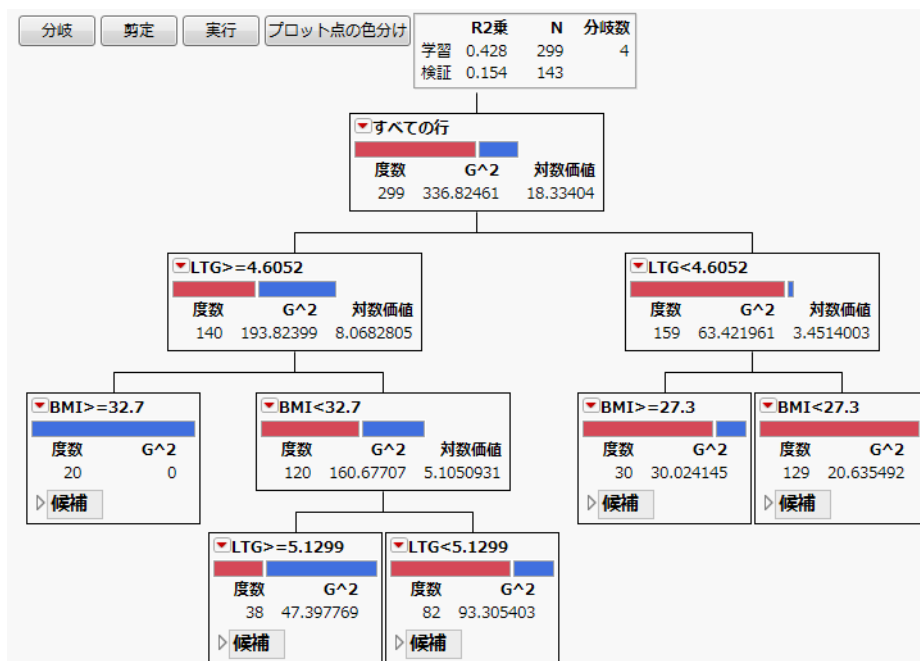 分岐 剪定 実行 プロット点の色分け
R2乗 N 分岐数
学習 0.428 299 4
検証 0.154 143
すべての行
度数 G^2 対数価値
299 336.82461 18.33404
LTG>=4.6052
度数 G^2 対数価値
140 193.82399 8.0682805
LTG<4.6052
度数 G^2 対数価値
159 63.421961 3.4514003
BMI>=32.7
度数 G^2
20 0
候補
BMI<32.7
度数 G^2 対数価値
120 160.67707 5.1050931
BMI>=27.3
度数 G^2
30 30.024145
候補
BMI<27.3
度数 G^2
129 20.635492
候補
LTG>=5.1299
度数 G^2
38 47.397769
候補
LTG<5.1299
度数 G^2
82 93.305403
候補